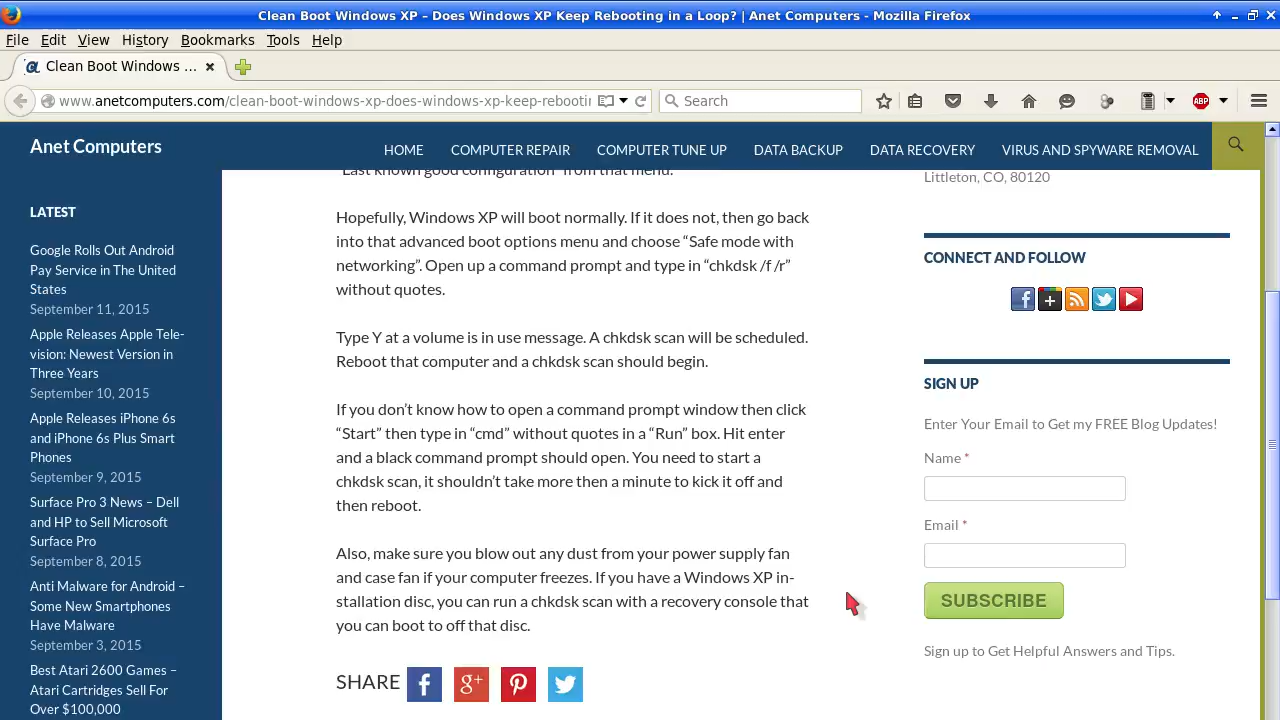 Clean Boot Windows XP – Does Windows XP Keep Rebooting in a Loop? | Anet Computers - Mozilla Firefox
File Edit View History Bookmarks Tools Help
Clean Boot Windows ...
www.anetcomputers.com/clean-boot-windows-xp-does-windows-xp-keep-rebootin
Search
ABP
Anet Computers
HOME COMPUTER REPAIR COMPUTER TUNE UP DATA BACKUP DATA RECOVERY VIRUS AND SPYWARE REMOVAL
LATEST
Google Rolls Out Android
Pay Service in The United
States
September 11, 2015
Apple Releases Apple Tele-
vision: Newest Version in
Three Years
September 10, 2015
Apple Releases iPhone 6s
and iPhone 6s Plus Smart
Phones
September 9, 2015
Surface Pro 3 News – Dell
and HP to Sell Microsoft
Surface Pro
September 8, 2015
Anti Malware for Android –
Some New Smartphones
Have Malware
September 3, 2015
Best Atari 2600 Games –
Atari Cartridges Sell For
Over $100,000
"Last known good configuration" from that menu.
Hopefully, Windows XP will boot normally. If it does not, then go back
into that advanced boot options menu and choose “Safe mode with
networking”. Open up a command prompt and type in “chkdsk /f /r”
without quotes.
Type Y at a volume is in use message. A chkdsk scan will be scheduled.
Reboot that computer and a chkdsk scan should begin.
If you don’t know how to open a command prompt window then click
“Start” then type in “cmd” without quotes in a “Run” box. Hit enter
and a black command prompt should open. You need to start a
chkdsk scan, it shouldn’t take more then a minute to kick it off and
then reboot.
Also, make sure you blow out any dust from your power supply fan
and case fan if your computer freezes. If you have a Windows XP in-
stallation disc, you can run a chkdsk scan with a recovery console that
you can boot to off that disc.
SHARE
Littleton, CO, 80120
CONNECT AND FOLLOW
SIGN UP
Enter Your Email to Get my FREE Blog Updates!
Name *
Email *
SUBSCRIBE
Sign up to Get Helpful Answers and Tips.